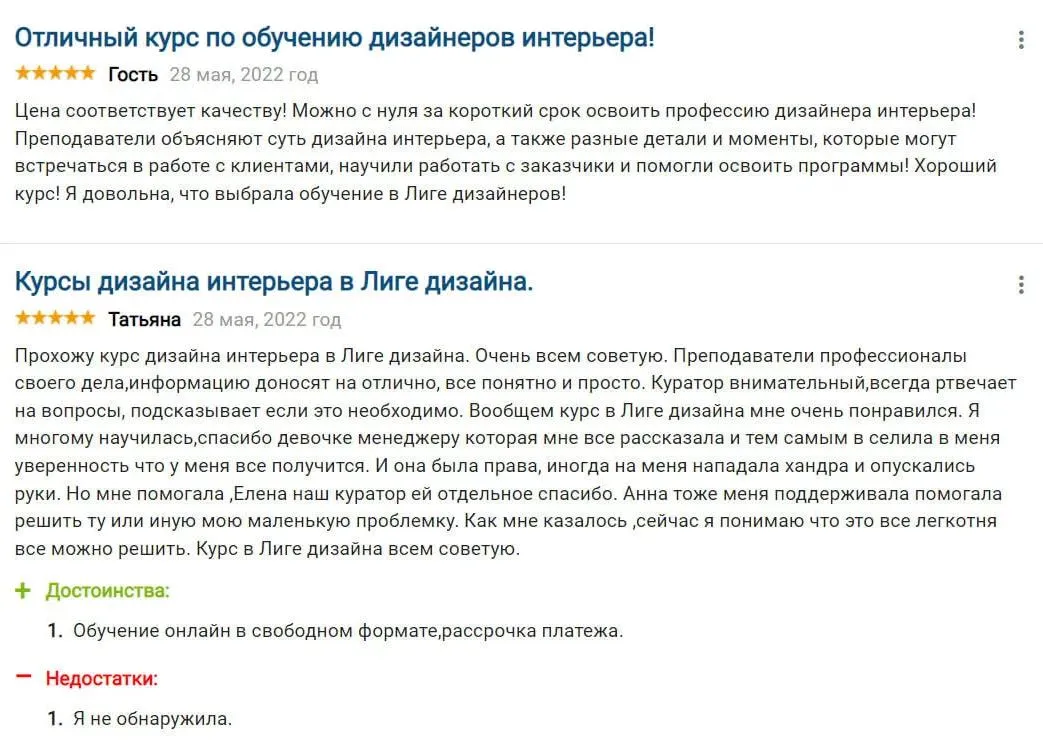 Отличный курс по обучению дизайнеров интерьера!
Гость 28 мая, 2022 год
Цена соответствует качеству! Можно с нуля за короткий срок освоить профессию дизайнера интерьера!
Преподаватели объясняют суть дизайна интерьера, а также разные детали и моменты, которые могут
встречаться в работе с клиентами, научили работать с заказчики и помогли освоить программы! Хороший
курс! Я довольна, что выбрала обучение в Лиге дизайнеров!
Курсы дизайна интерьера в Лиге дизайна.
Татьяна 28 мая, 2022 год
Прохожу курс дизайна интерьера в Лиге дизайна. Очень всем советую. Преподаватели профессионалы
своего дела,информацию доносят на отлично, все понятно и просто. Куратор внимательный,всегда ртвечает
на вопросы, подсказывает если это необходимо. Вообщем курс в Лиге дизайна мне очень понравился. Я
многому научилась,спасибо девочке менеджеру которая мне все рассказала и тем самым в селила в меня
уверенность что у меня все получится. И она была права, иногда на меня нападала хандра и опускались
руки. Но мне помогала ,Елена наш куратор ей отдельное спасибо. Анна тоже меня поддерживала помогала
решить ту или иную мою маленькую проблемку. Как мне казалось ,сейчас я понимаю что это все легкотня
все можно решить. Курс в Лиге дизайна всем советую.
+ Достоинства:
1. Обучение онлайн в свободном формате,рассрочка платежа.
− Недостатки:
1. Я не обнаружила.